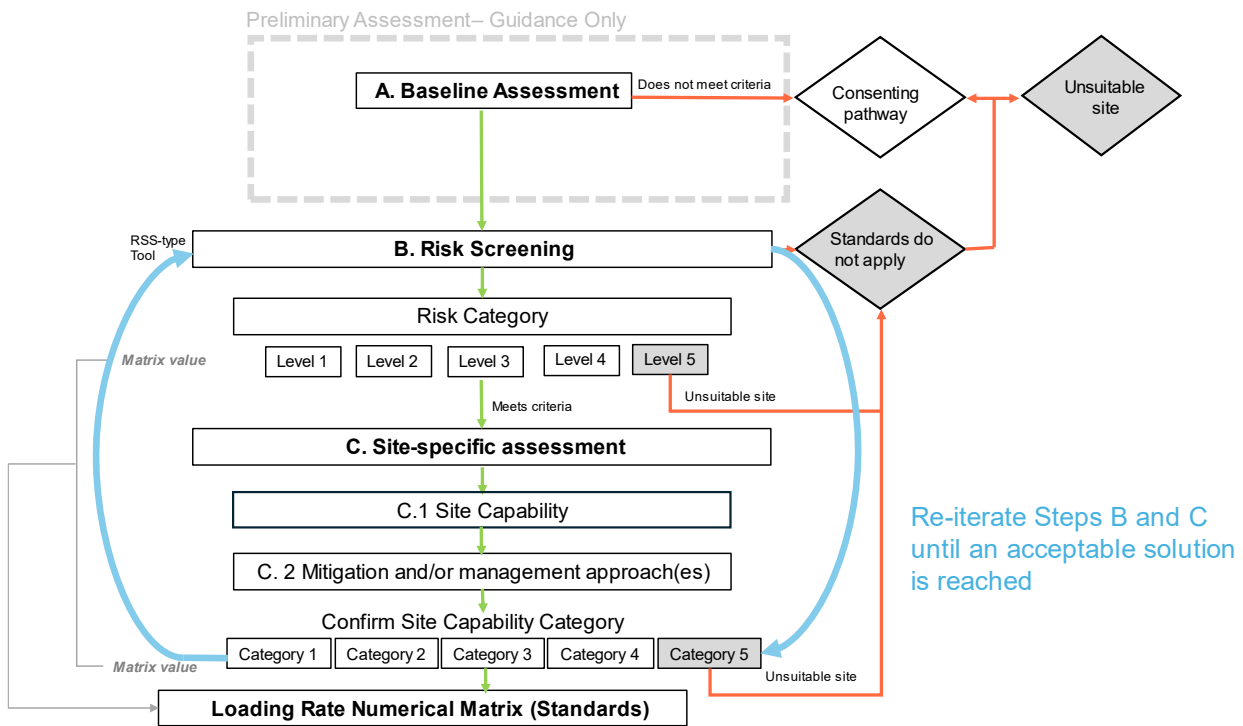 Preliminary Assessment– Guidance Only
A. Baseline Assessment
Does not meet criteria
Consenting
pathway
Unsuitable
site
RSS-type
Tool
B. Risk Screening
Standards do
not apply
Risk Category
Matrix value
Level 1
Level 2
Level 3
Level 4
Level 5
Unsuitable site
Meets criteria
C. Site-specific assessment
C.1 Site Capability
Re-iterate Steps B and C
until an acceptable solution
is reached
C. 2 Mitigation and/or management approach(es)
Confirm Site Capability Category
Matrix value
Category 1
Category 2
Category 3
Category 4
Category 5
Unsuitable site
Loading Rate Numerical Matrix (Standards)